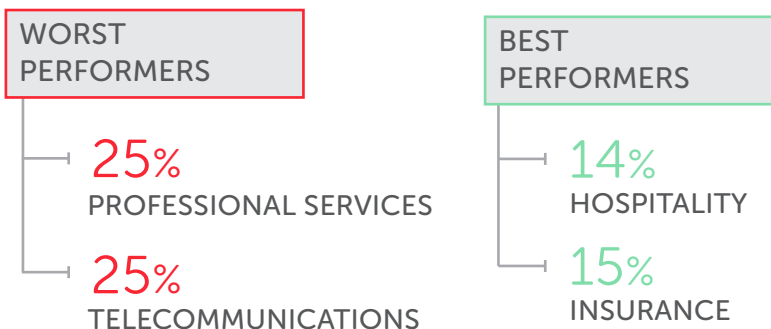 WORST
PERFORMERS
25%
PROFESSIONAL SERVICES
25%
TELECOMMUNICATIONS
BEST
PERFORMERS
14%
HOSPITALITY
15%
INSURANCE